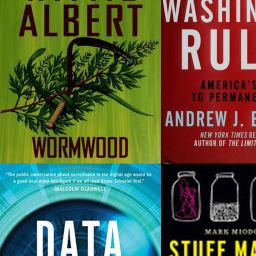 ALBERT
WORMWOOD
WASHIN
RUL
AMERICA'S
TO PERMANE
ANDREW J. B
NEW YORK TIMES BE
AUTHOR OF THE LIMIT
"The public conversation about surveillance in the digital age would be
a good deal more intelligent if we all read Bruce Schneier first."
—MALCOLM GLADWELL
DATA
MARK MIODO
STUFF MA